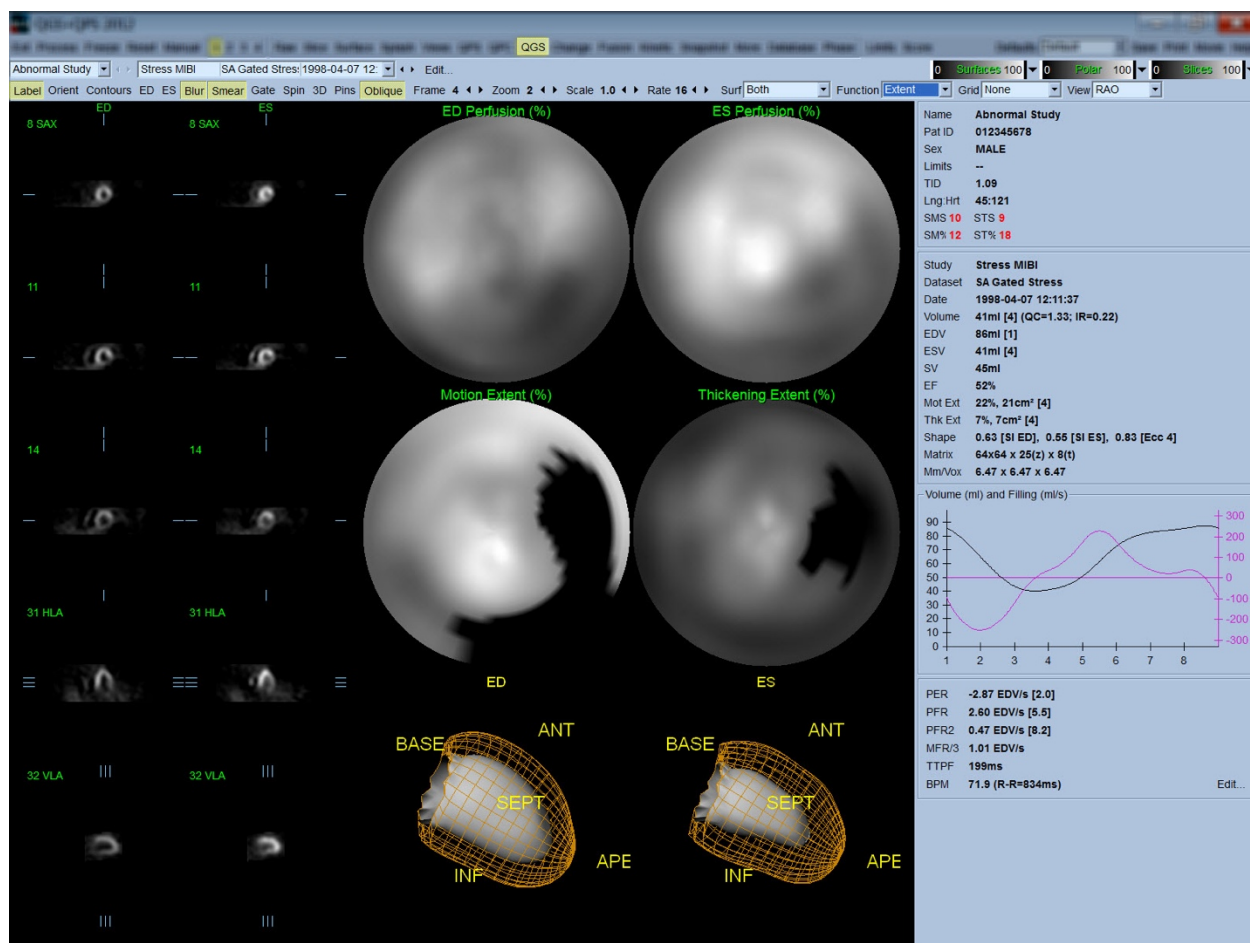 QGS+QPS 2012
QGS
Abnormal Study Stress MIBI SA Gated Stres: 1998-04-07 12: Edit...
0 Surfaces 100 0 Polar 100 0 Slices 100
Label Orient Contours ED ES Blur Smear Gate Spin 3D Pins Oblique Frame 4 Zoom 2 Scale 1.0 Rate 16 Surf Both Function Extent Grid None View RAO
ED ES
8 SAX 8 SAX
11 11
14 14
31 HLA 31 HLA
32 VLA 32 VLA
ED Perfusion (%) ES Perfusion (%)
Motion Extent (%) Thickening Extent (%)
ED ES
BASE ANT SEPT INF APE
BASE ANT SEPT INF APE
Name Abnormal Study
Pat ID 012345678
Sex MALE
Limits --
TID 1.09
Lng:Hrt 45:121
SMS 10 STS 9
SM% 12 ST% 18
Study Stress MIBI
Dataset SA Gated Stress
Date 1998-04-07 12:11:37
Volume 41ml [4] (QC=1.33; IR=0.22)
EDV 86ml [1]
ESV 41ml [4]
SV 45ml
EF 52%
Mot Ext 22%, 21cm² [4]
Thk Ext 7%, 7cm² [4]
Shape 0.63 [SI ED], 0.55 [SI ES], 0.83 [Ecc 4]
Matrix 64x64 x 25(z) x 8(t)
Mm/Vox 6.47 x 6.47 x 6.47
Volume (ml) and Filling (ml/s)
90 80 70 60 50 40 30 20 10 0
300 200 100 0 -100 -200 -300
1 2 3 4 5 6 7 8
PER -2.87 EDV/s [2.0]
PFR 2.60 EDV/s [5.5]
PFR2 0.47 EDV/s [8.2]
MFR/3 1.01 EDV/s
TTPF 199ms
BPM 71.9 (R-R=834ms) Edit...